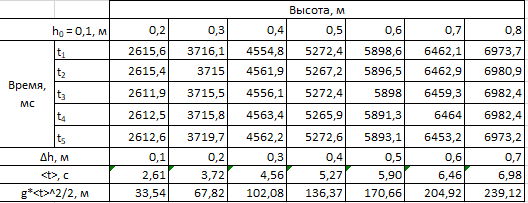 Высота, м
h0 = 0,1, м 0,2 0,3 0,4 0,5 0,6 0,7 0,8
Время, мс
t1 2615,6 3716,1 4554,8 5272,4 5898,6 6462,1 6973,7
t2 2615,4 3715 4561,9 5267,2 5896,5 6462,9 6980,9
t3 2611,9 3715,5 4556,1 5272,4 5898 6459,3 6982,4
t4 2612,5 3715,8 4563,4 5265,9 5891,3 6464 6982,4
t5 2612,6 3719,7 4562,2 5272,6 5893,1 6453,2 6973,2
Δh, м 0,1 0,2 0,3 0,4 0,5 0,6 0,7
<t>, с 2,61 3,72 4,56 5,27 5,90 6,46 6,98
g*<t>^2/2, м 33,54 67,82 102,08 136,37 170,66 204,92 239,12